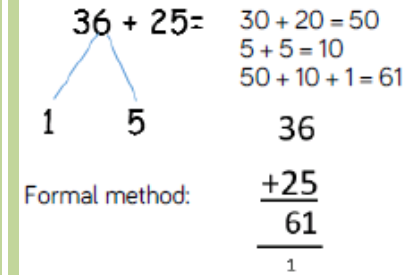 36 + 25=
30 + 20 = 50
5 + 5 = 10
50 + 10 + 1 = 61
1 5
Formal method:
36
+25
61
1